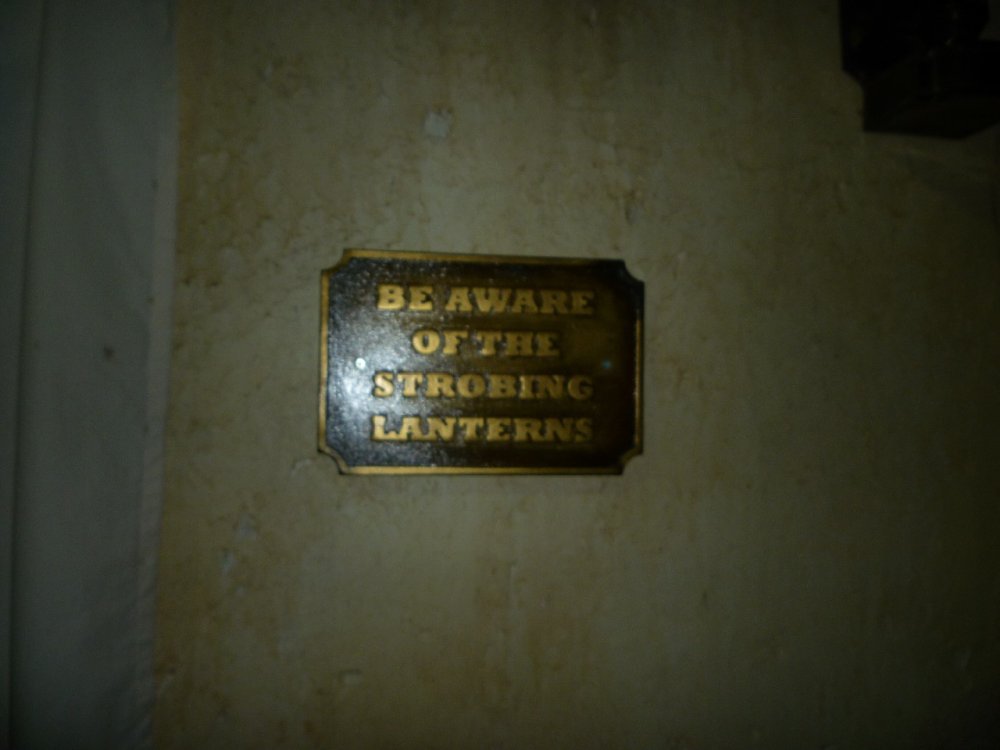 BE AWARE
OF THE
STROBING
LANTERNS